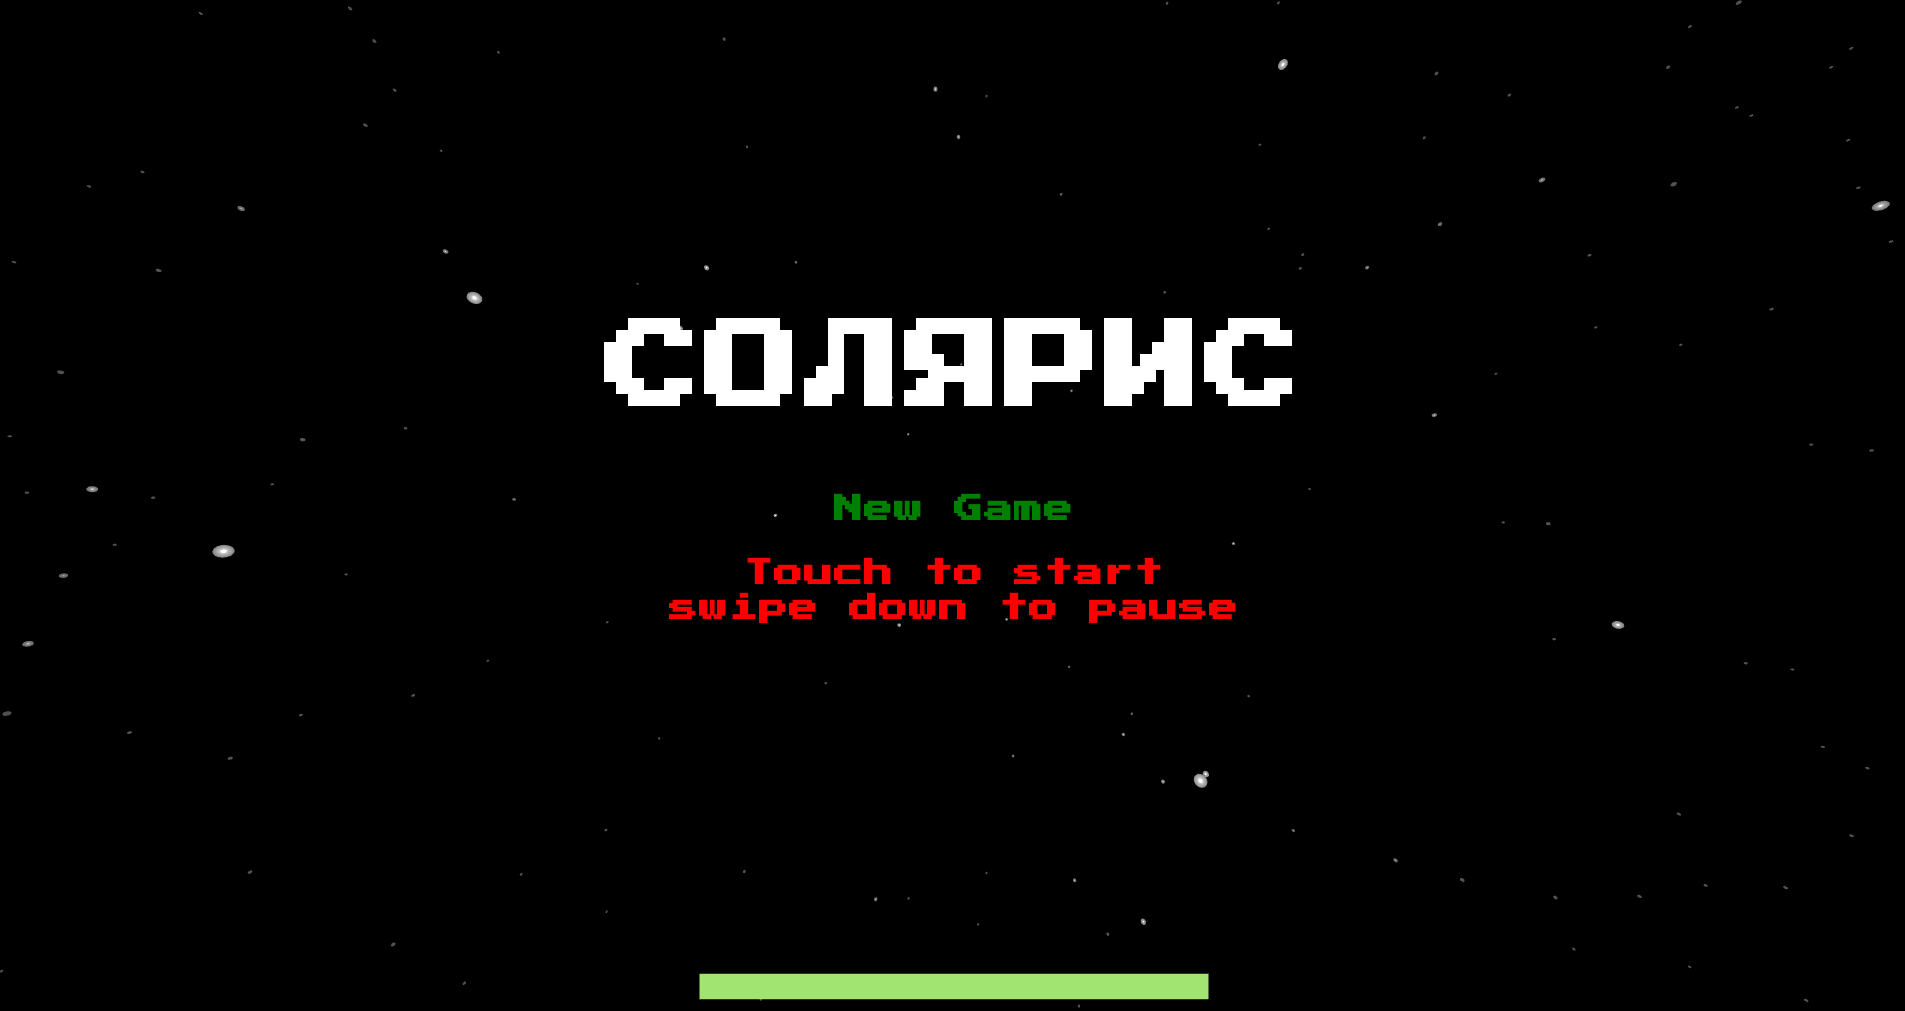 СОЛЯРИС
New Game
Touch to start
swipe down to pause